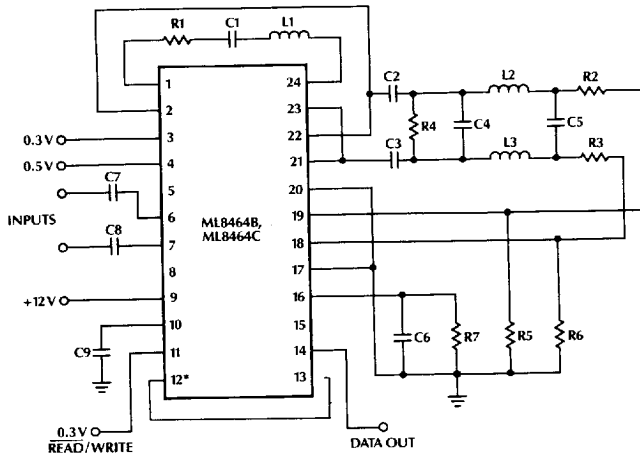 R1 C1 L1
1 24
2 23
3 22
4 21
5 20
6 19
7 18
8 17
9 16
10 15
11 14
12* 13
ML8464B,
ML8464C
0.3 V
0.5 V
C7
INPUTS
C8
+12 V
C9
0.3 V
READ/WRITE
C2 L2 R2
R4 C4 C5
C3 L3 R3
C6 R7 R5 R6
DATA OUT